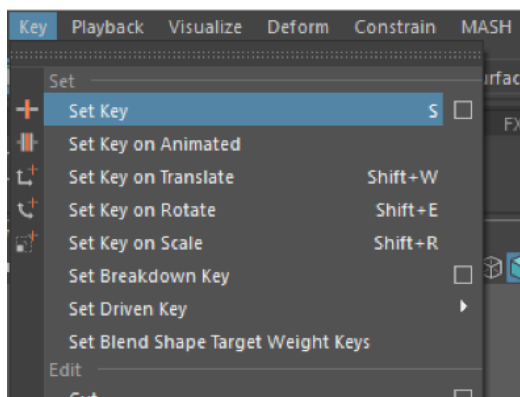 Key Playback Visualize Deform Constrain MASH
Set
Set Key S
Set Key on Animated
Set Key on Translate Shift+W
Set Key on Rotate Shift+E
Set Key on Scale Shift+R
Set Breakdown Key
Set Driven Key
Set Blend Shape Target Weight Keys
Edit